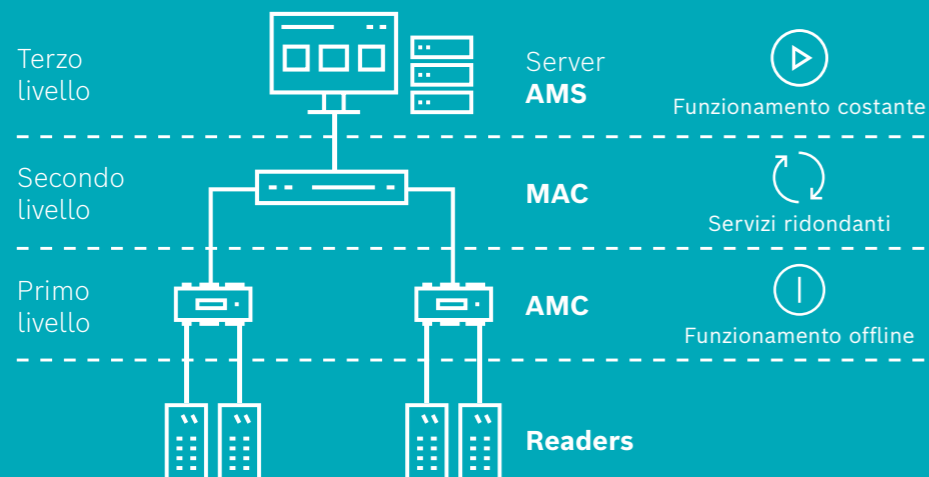 Terzo
livello
Server
AMS
Funzionamento costante
Secondo
livello
MAC
Servizi ridondanti
Primo
livello
AMC
Funzionamento offline
Readers